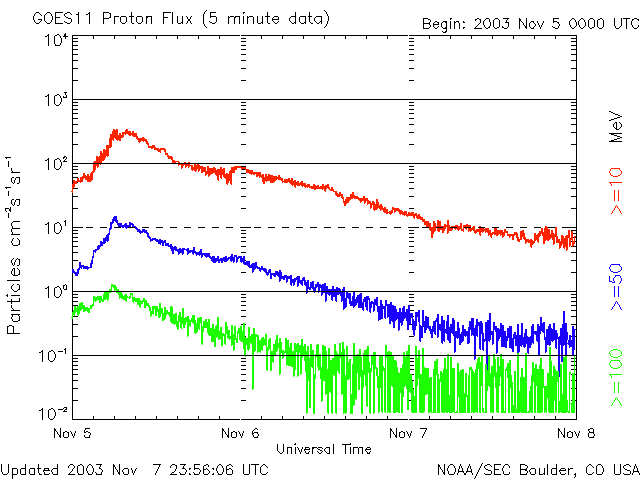 GOES11 Proton Flux (5 minute data)
Begin: 2003 Nov 5 0000 UTC
Particles cm⁻²s⁻¹sr⁻¹
10⁴
10³
10²
10¹
10⁰
10⁻¹
10⁻²
Nov 5
Nov 6
Nov 7
Nov 8
Universal Time
MeV
>=10
>=50
>=100
Updated 2003 Nov 7 23:56:06 UTC
NOAA/SEC Boulder, CO USA